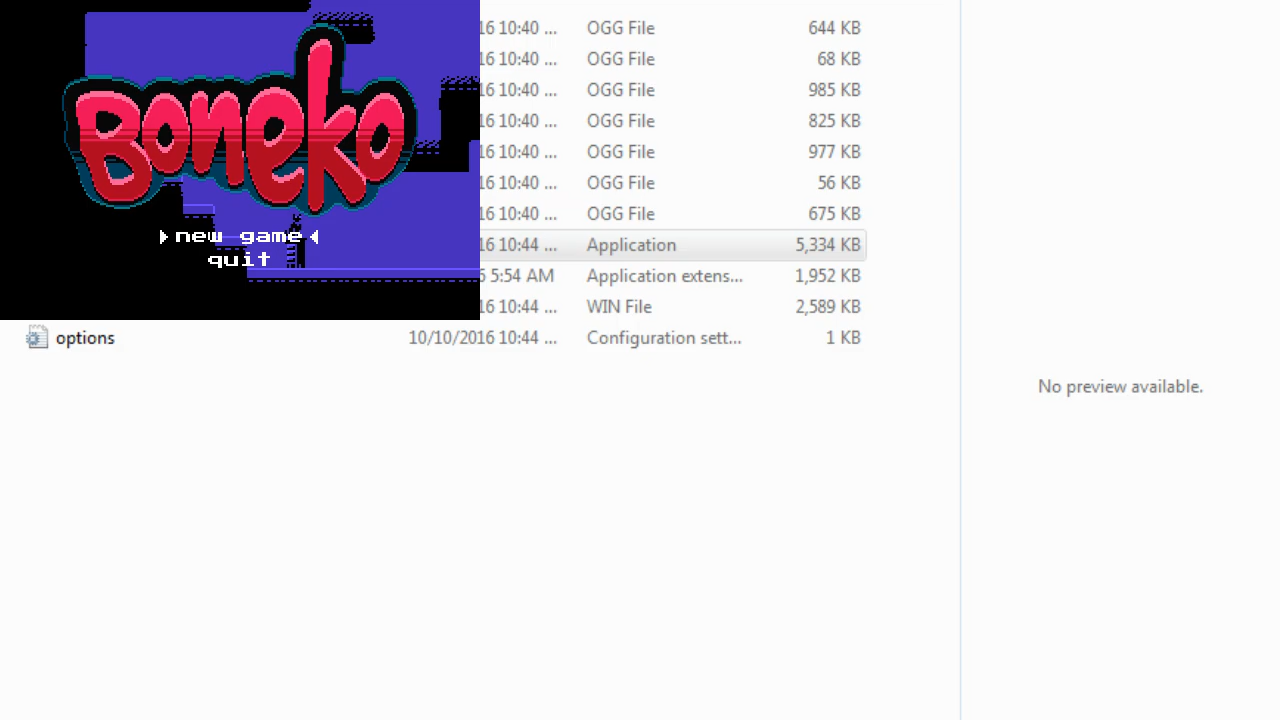 Boneko
new game
quit
16 10:40 ... OGG File 644 KB
16 10:40 ... OGG File 68 KB
16 10:40 ... OGG File 985 KB
16 10:40 ... OGG File 825 KB
16 10:40 ... OGG File 977 KB
16 10:40 ... OGG File 56 KB
16 10:40 ... OGG File 675 KB
16 10:44 ... Application 5,334 KB
6 5:54 AM Application extens... 1,952 KB
16 10:44 ... WIN File 2,589 KB
options 10/10/2016 10:44 ... Configuration sett... 1 KB
No preview available.